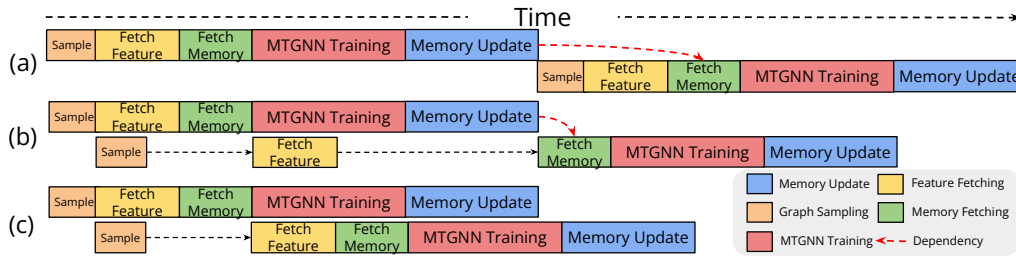 Time
(a)
Sample
Fetch
Feature
Fetch
Memory
MTGNN Training
Memory Update
Sample
Fetch
Feature
Fetch
Memory
MTGNN Training
Memory Update
(b)
Sample
Fetch
Feature
Fetch
Memory
MTGNN Training
Memory Update
Sample
Fetch
Feature
Fetch
Memory
MTGNN Training
Memory Update
(c)
Sample
Fetch
Feature
Fetch
Memory
MTGNN Training
Memory Update
Sample
Fetch
Feature
Fetch
Memory
MTGNN Training
Memory Update
Memory Update
Feature Fetching
Graph Sampling
Memory Fetching
MTGNN Training
Dependency